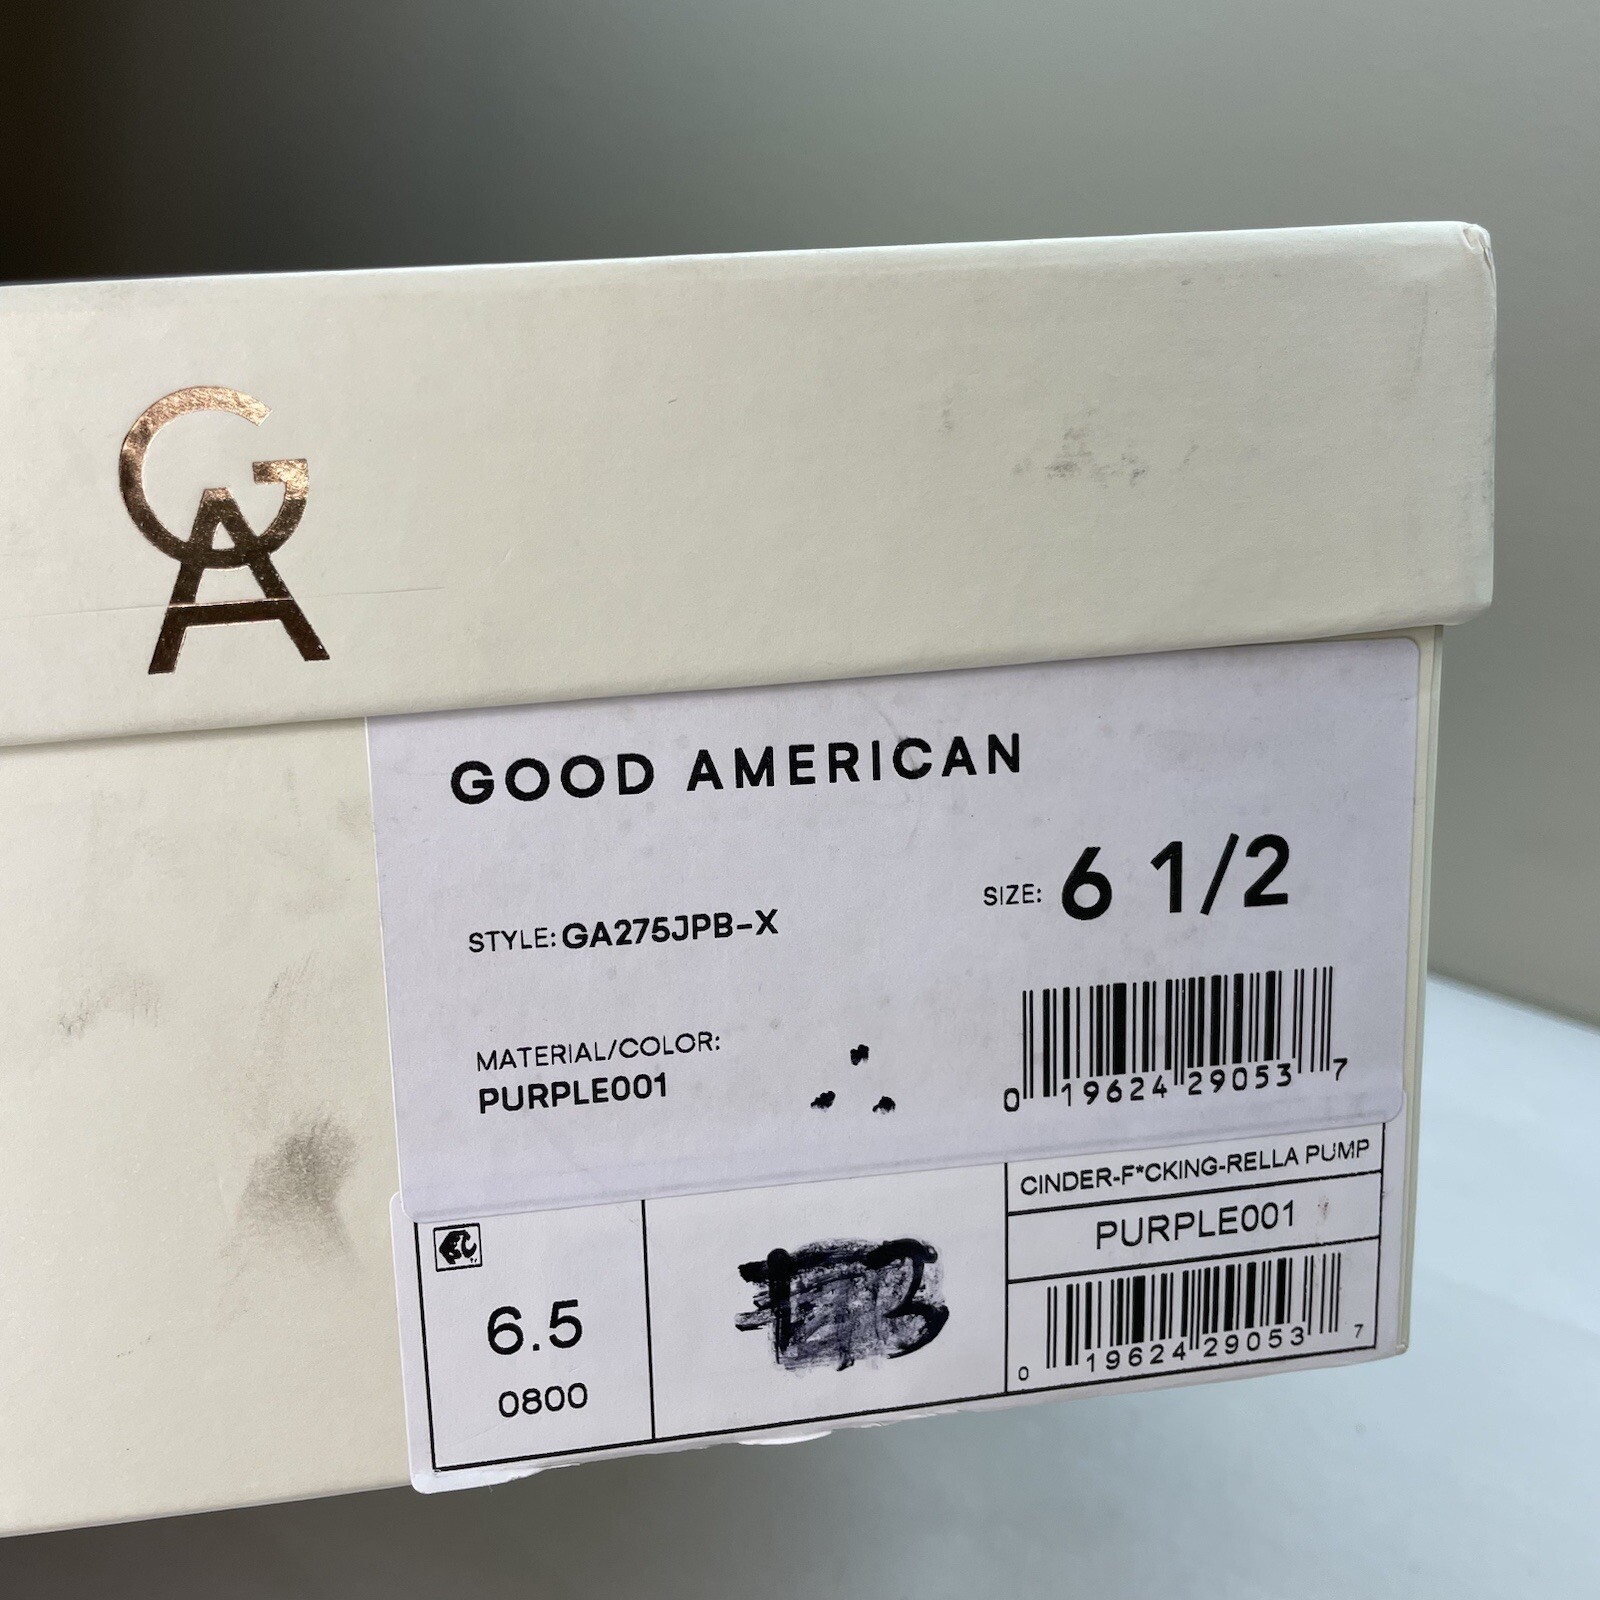 GA
GOOD AMERICAN
STYLE: GA275JPB-X
SIZE: 6 1/2
MATERIAL/COLOR:
PURPLE001
0 19624 29053 7
CINDER-F*CKING-RELLA PUMP
PURPLE001
6.5
0800
0 19624 29053 7